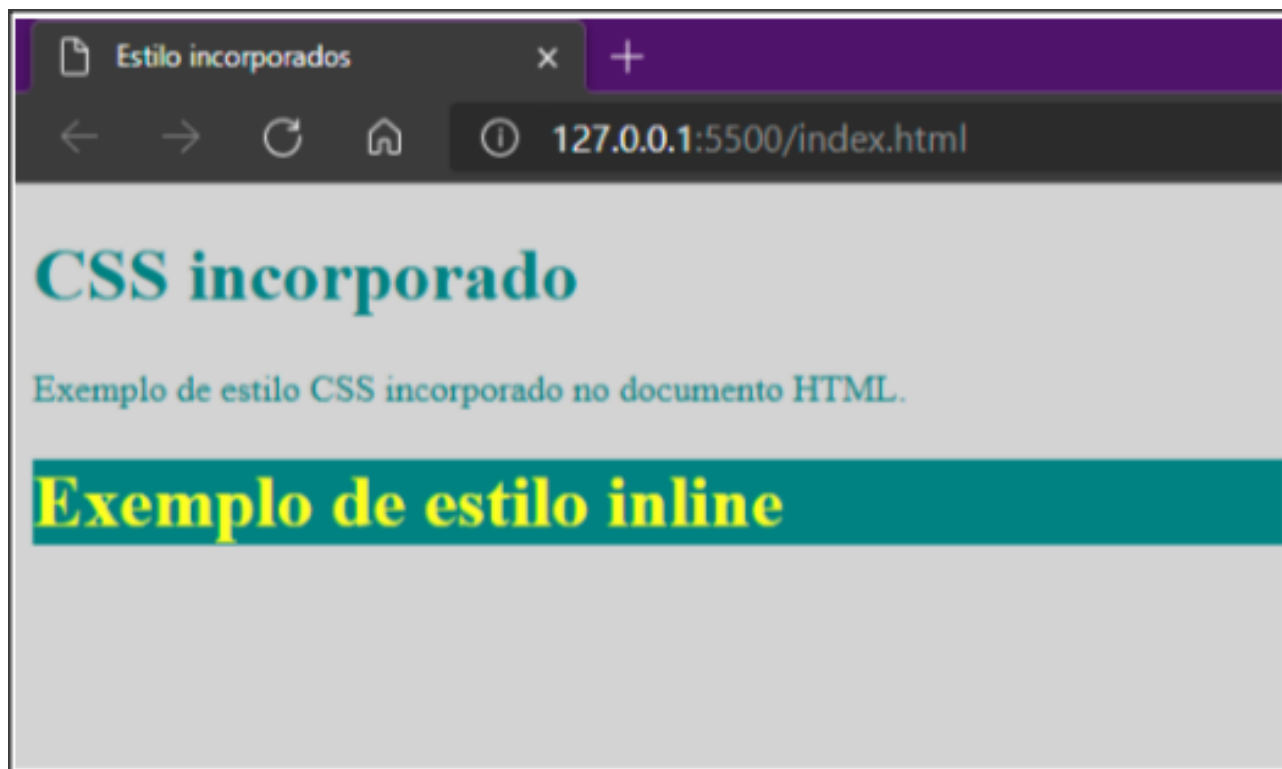 Estilo incorporados
127.0.0.1:5500/index.html
CSS incorporado
Exemplo de estilo CSS incorporado no documento HTML.
Exemplo de estilo inline